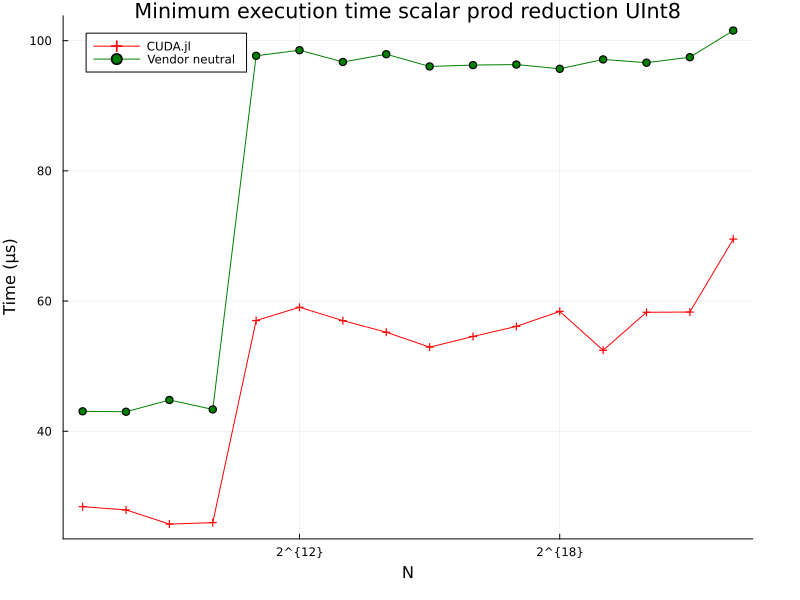 Minimum execution time scalar prod reduction UInt8
CUDA.jl
Vendor neutral
100
80
60
40
Time (μs)
2^{12}
2^{18}
N